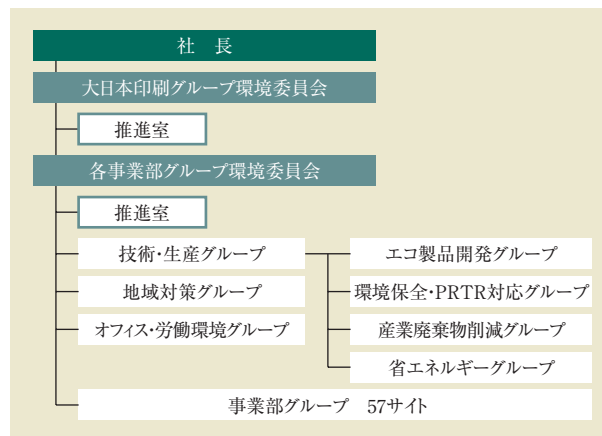 社　長
大日本印刷グループ環境委員会
推進室
各事業部グループ環境委員会
推進室
技術・生産グループ
エコ製品開発グループ
地域対策グループ
環境保全・PRTR対応グループ
オフィス・労働環境グループ
産業廃棄物削減グループ
省エネルギーグループ
事業部グループ　57サイト